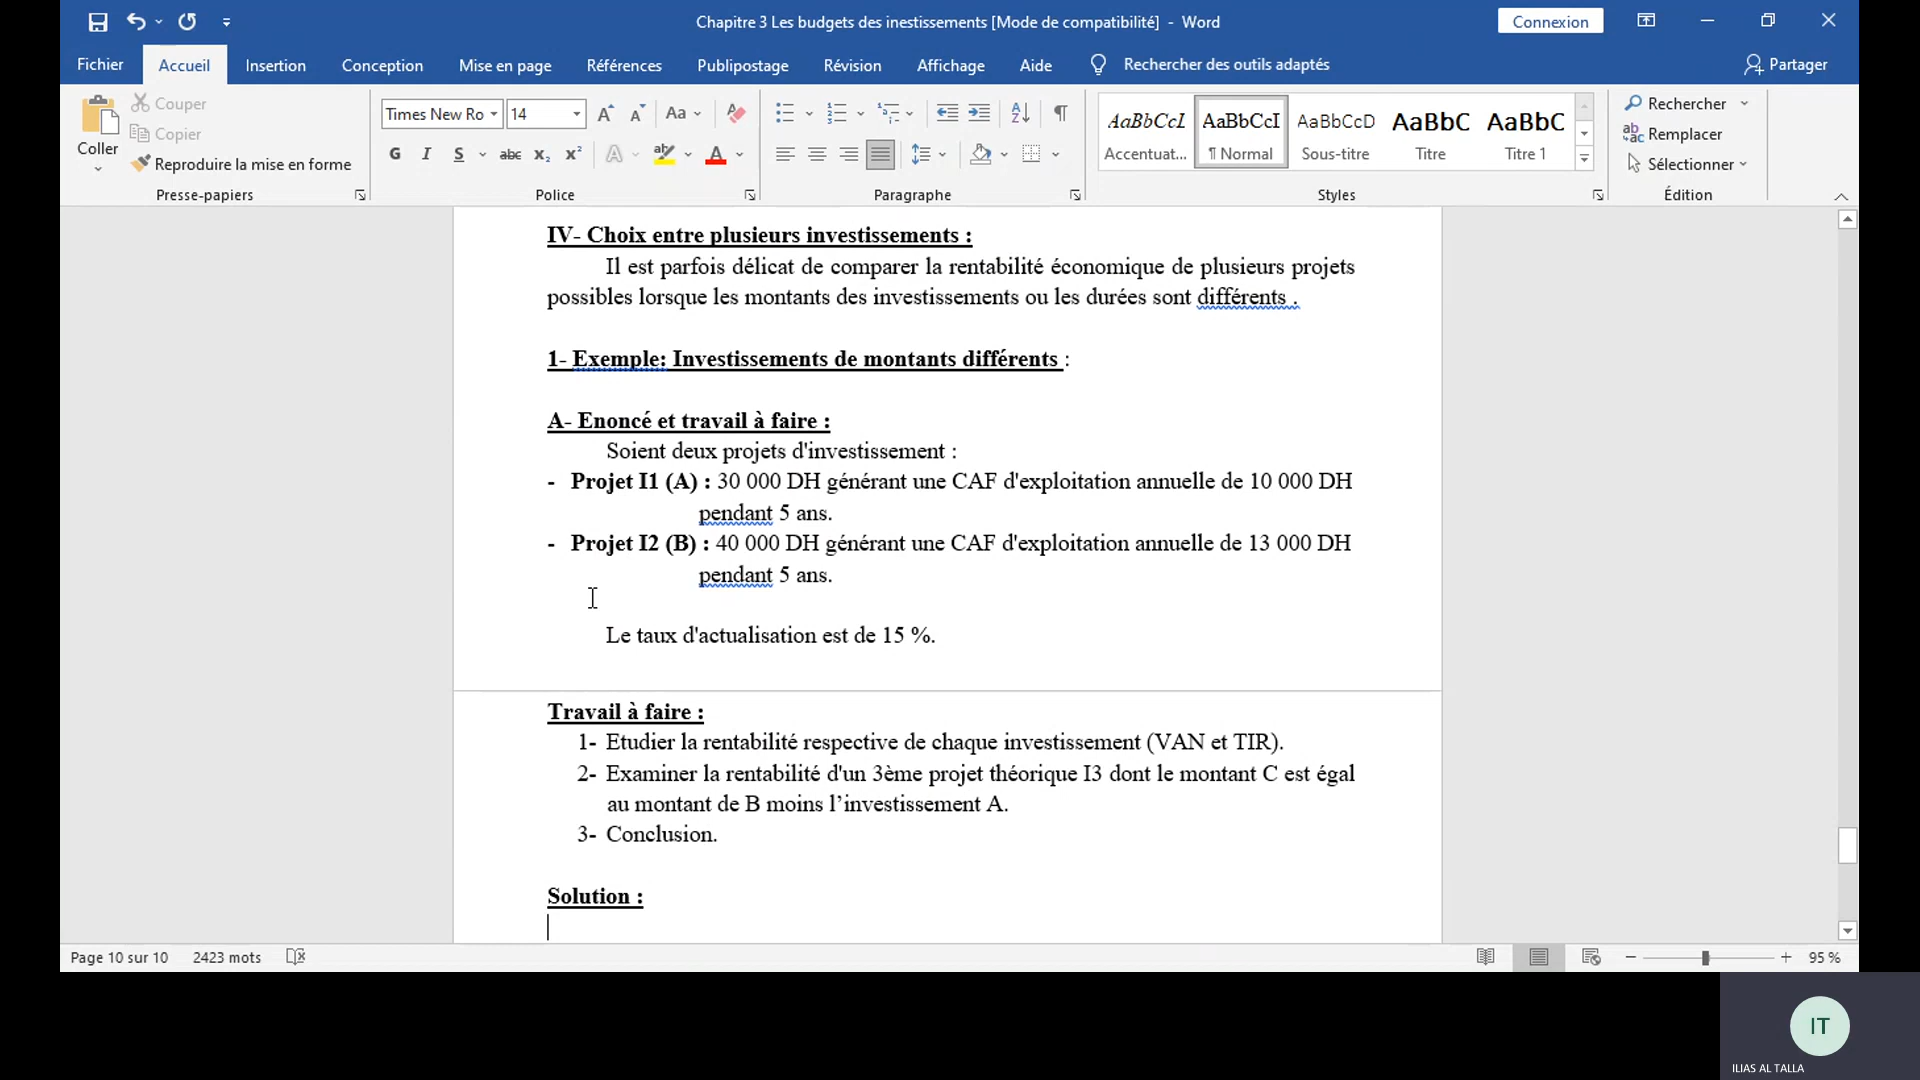 Chapitre 3 Les budgets des inestissements [Mode de compatibilité] - Word
Connexion
Fichier Accueil Insertion Conception Mise en page Références Publipostage Révision Affichage Aide Rechercher des outils adaptés Partager
Coller
Couper
Copier
Reproduire la mise en forme
Presse-papiers
Times New Ro 14
G I S abc x₂ x²
Police
Paragraphe
AaBbCcI AaBbCcI AaBbCcD AaBbC AaBbC
Accentuat... ¶ Normal Sous-titre Titre Titre 1
Styles
Rechercher
Remplacer
Sélectionner
Édition
IV- Choix entre plusieurs investissements :
Il est parfois délicat de comparer la rentabilité économique de plusieurs projets
possibles lorsque les montants des investissements ou les durées sont différents .
1- Exemple: Investissements de montants différents :
A- Enoncé et travail à faire :
Soient deux projets d'investissement :
- Projet I1 (A) : 30 000 DH générant une CAF d'exploitation annuelle de 10 000 DH
pendant 5 ans.
- Projet I2 (B) : 40 000 DH générant une CAF d'exploitation annuelle de 13 000 DH
pendant 5 ans.
Le taux d'actualisation est de 15 %.
Travail à faire :
1- Etudier la rentabilité respective de chaque investissement (VAN et TIR).
2- Examiner la rentabilité d'un 3ème projet théorique I3 dont le montant C est égal
au montant de B moins l’investissement A.
3- Conclusion.
Solution :
Page 10 sur 10 2423 mots
95 %
IT
ILIAS AL TALLA